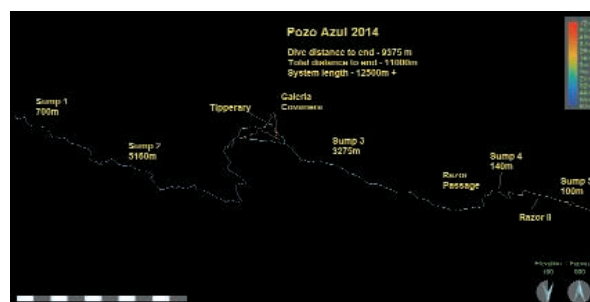 Pozo Azul 2014
Dive distance to end - 9375 m
Total distance to end - 11000m
System length - 12500m +
Sump 1
700m
Sump 2
5160m
Tipperary
Galeria
Sump 3
3275m
Razor
Passage
Sump 4
140m
Razor II
Sump 5
100m
Elevation